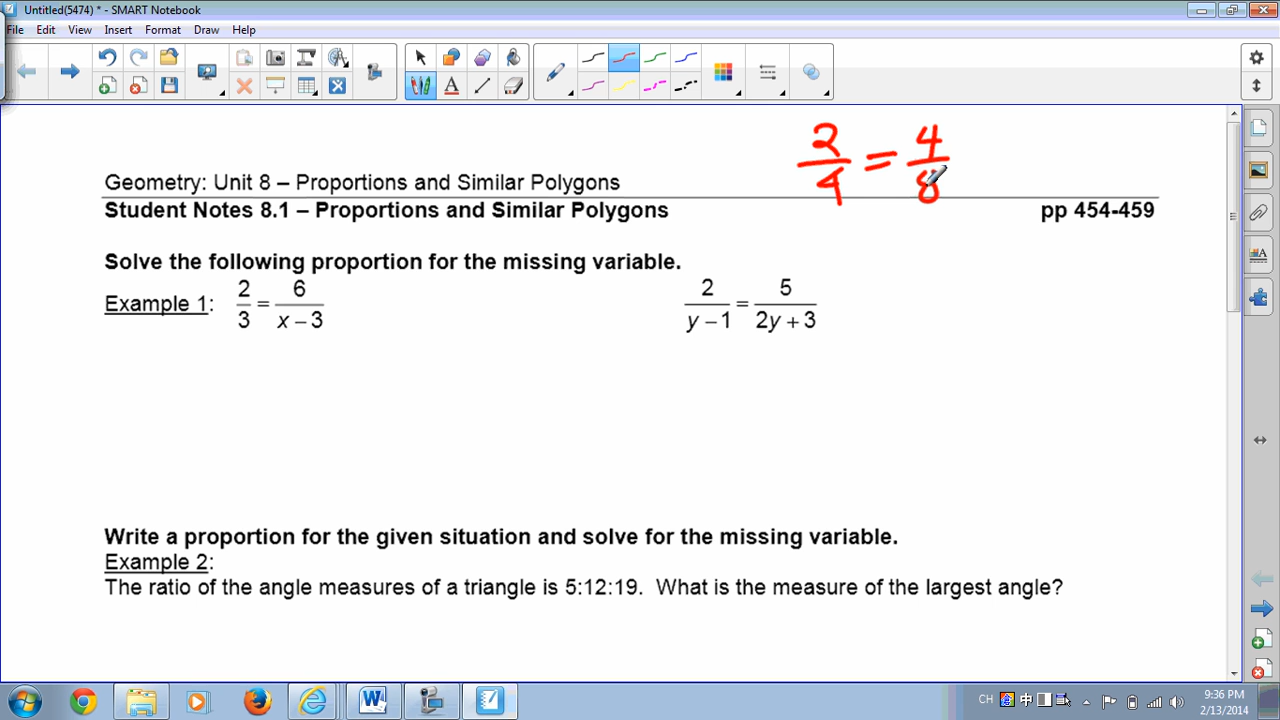 Untitled(5474) * - SMART Notebook
File Edit View Insert Format Draw Help
2/4 = 4/8
Geometry: Unit 8 – Proportions and Similar Polygons
Student Notes 8.1 – Proportions and Similar Polygons pp 454-459
Solve the following proportion for the missing variable.
Example 1: 2/3 = 6/(x – 3) 2/(y – 1) = 5/(2y + 3)
Write a proportion for the given situation and solve for the missing variable.
Example 2:
The ratio of the angle measures of a triangle is 5:12:19. What is the measure of the largest angle?
CH 中 9:36 PM
2/13/2014